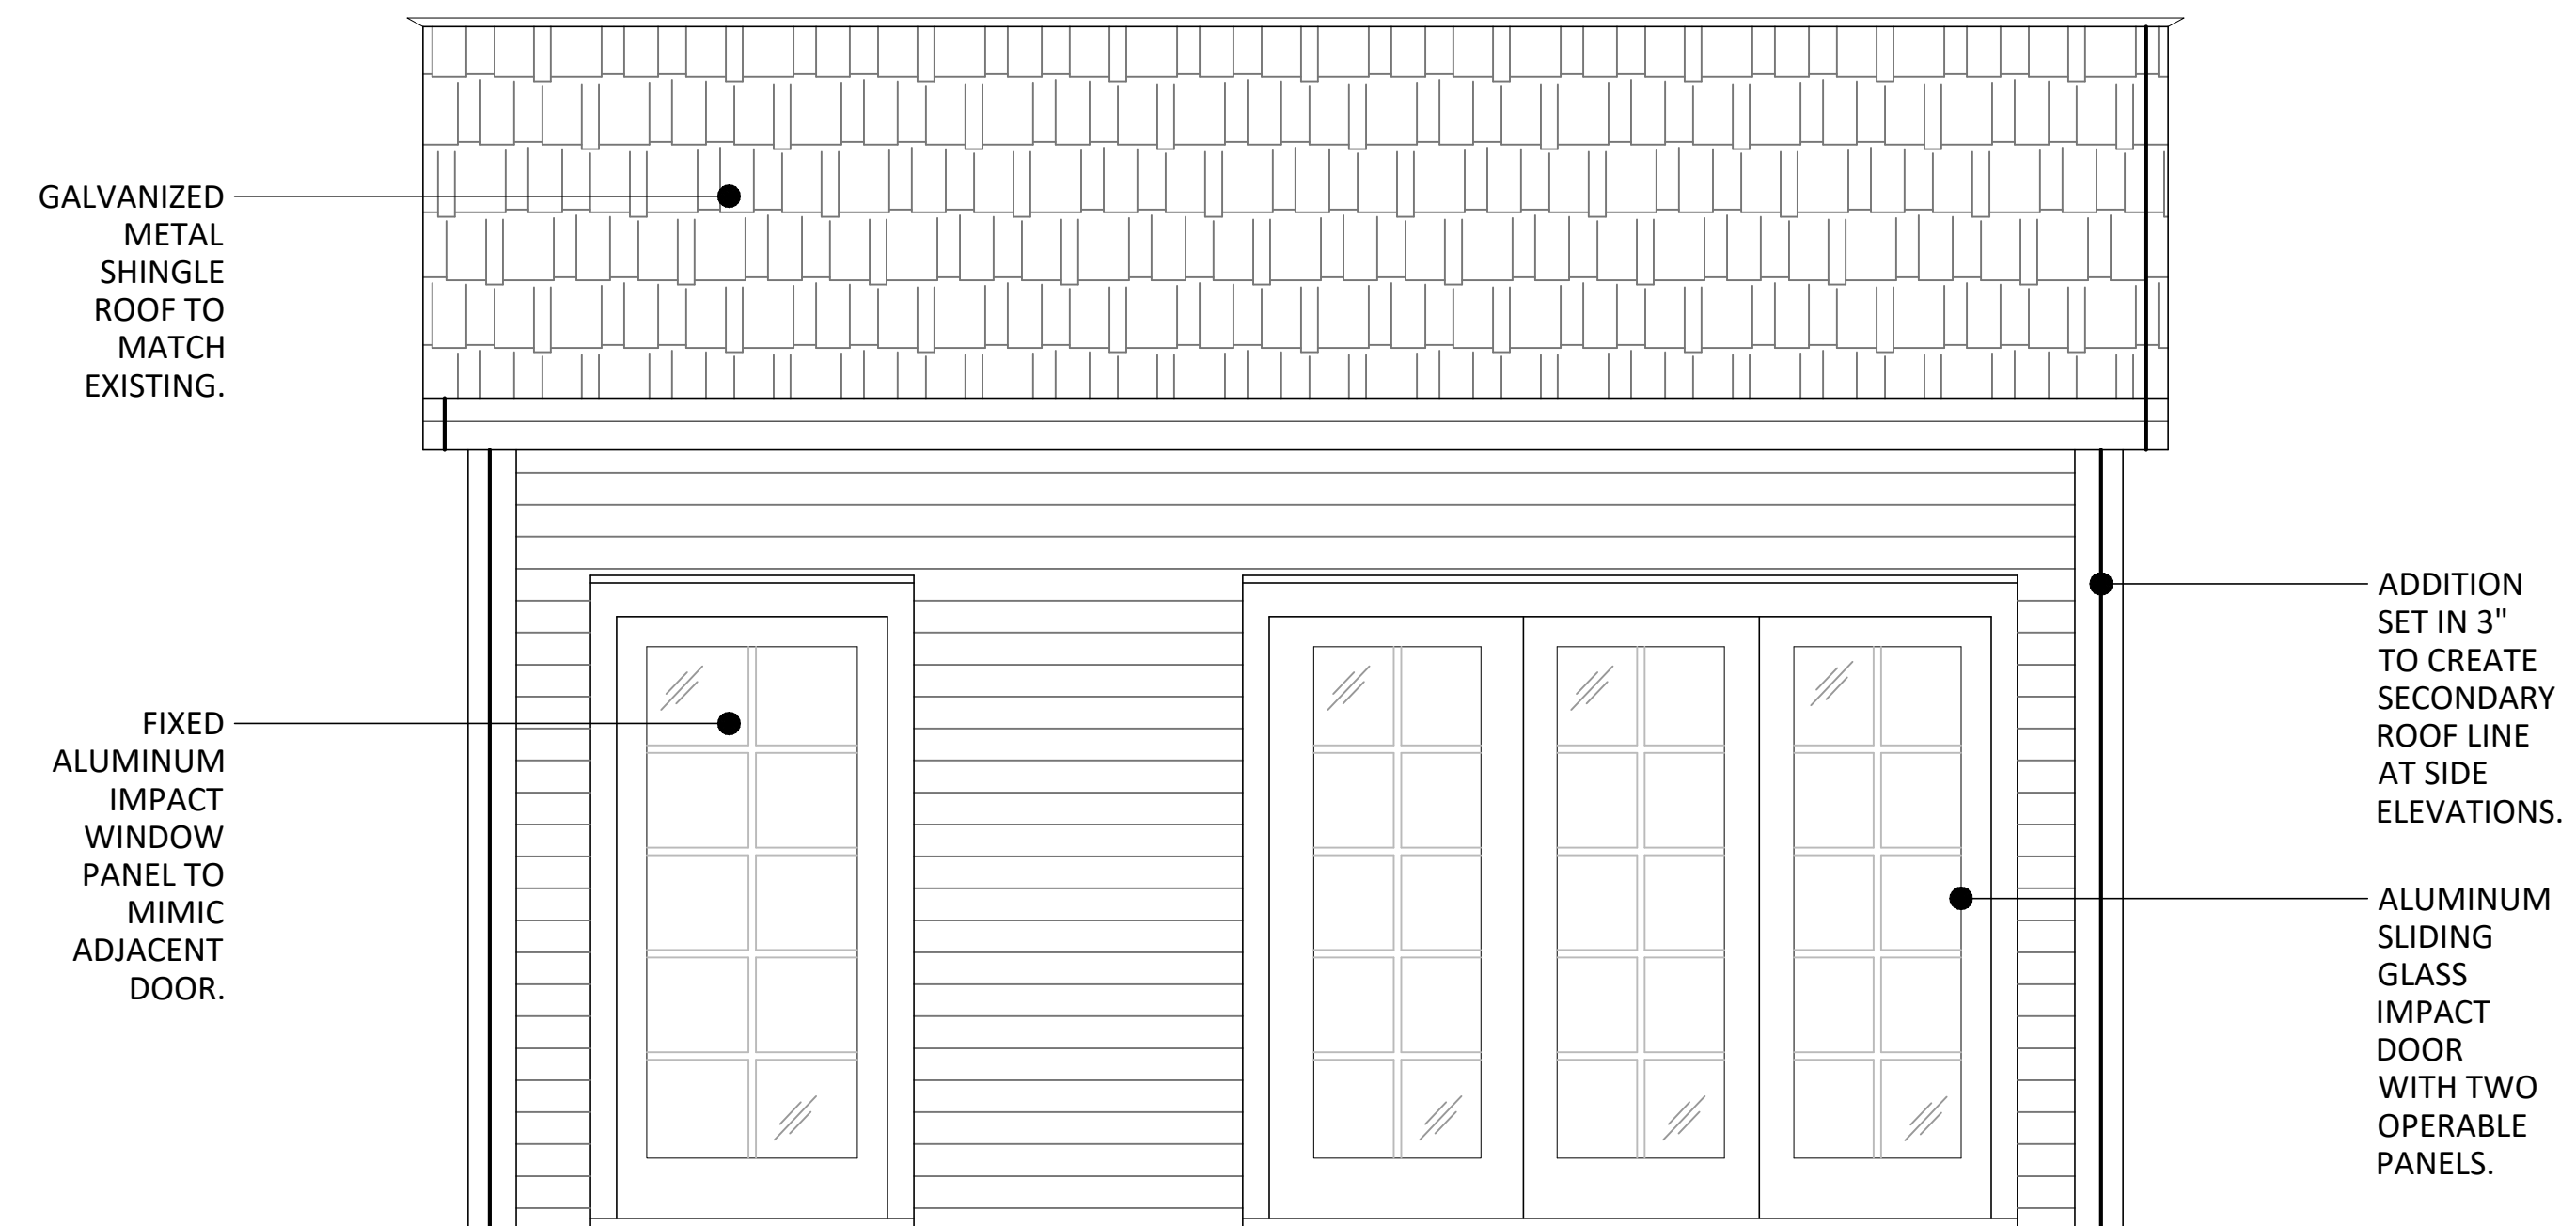 GALVANIZED
METAL
SHINGLE
ROOF TO
MATCH
EXISTING.
FIXED
ALUMINUM
IMPACT
WINDOW
PANEL TO
MIMIC
ADJACENT
DOOR.
ADDITION
SET IN 3"
TO CREATE
SECONDARY
ROOF LINE
AT SIDE
ELEVATIONS.
ALUMINUM
SLIDING
GLASS
IMPACT
DOOR
WITH TWO
OPERABLE
PANELS.